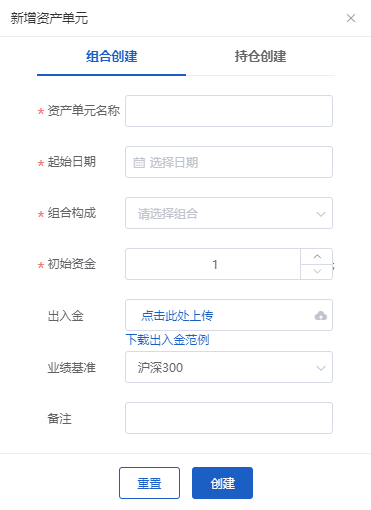 新增资产单元
组合创建 持仓创建
* 资产单元名称
* 起始日期 选择日期
* 组合构成 请选择组合
* 初始资金 1
出入金 点击此处上传
下载出入金范例
业绩基准 沪深300
备注
重置 创建